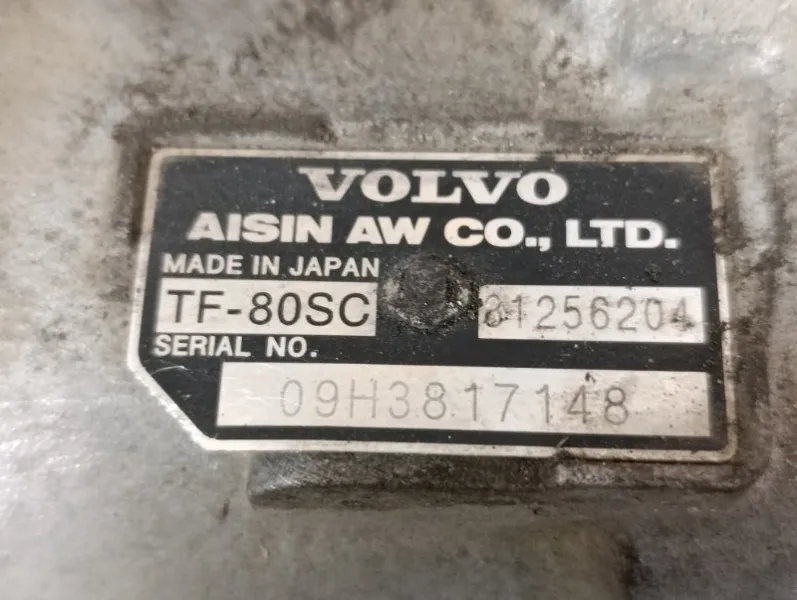 VOLVO
AISIN AW CO., LTD.
MADE IN JAPAN
TF-80SC 31256204
SERIAL NO.
09H3817148